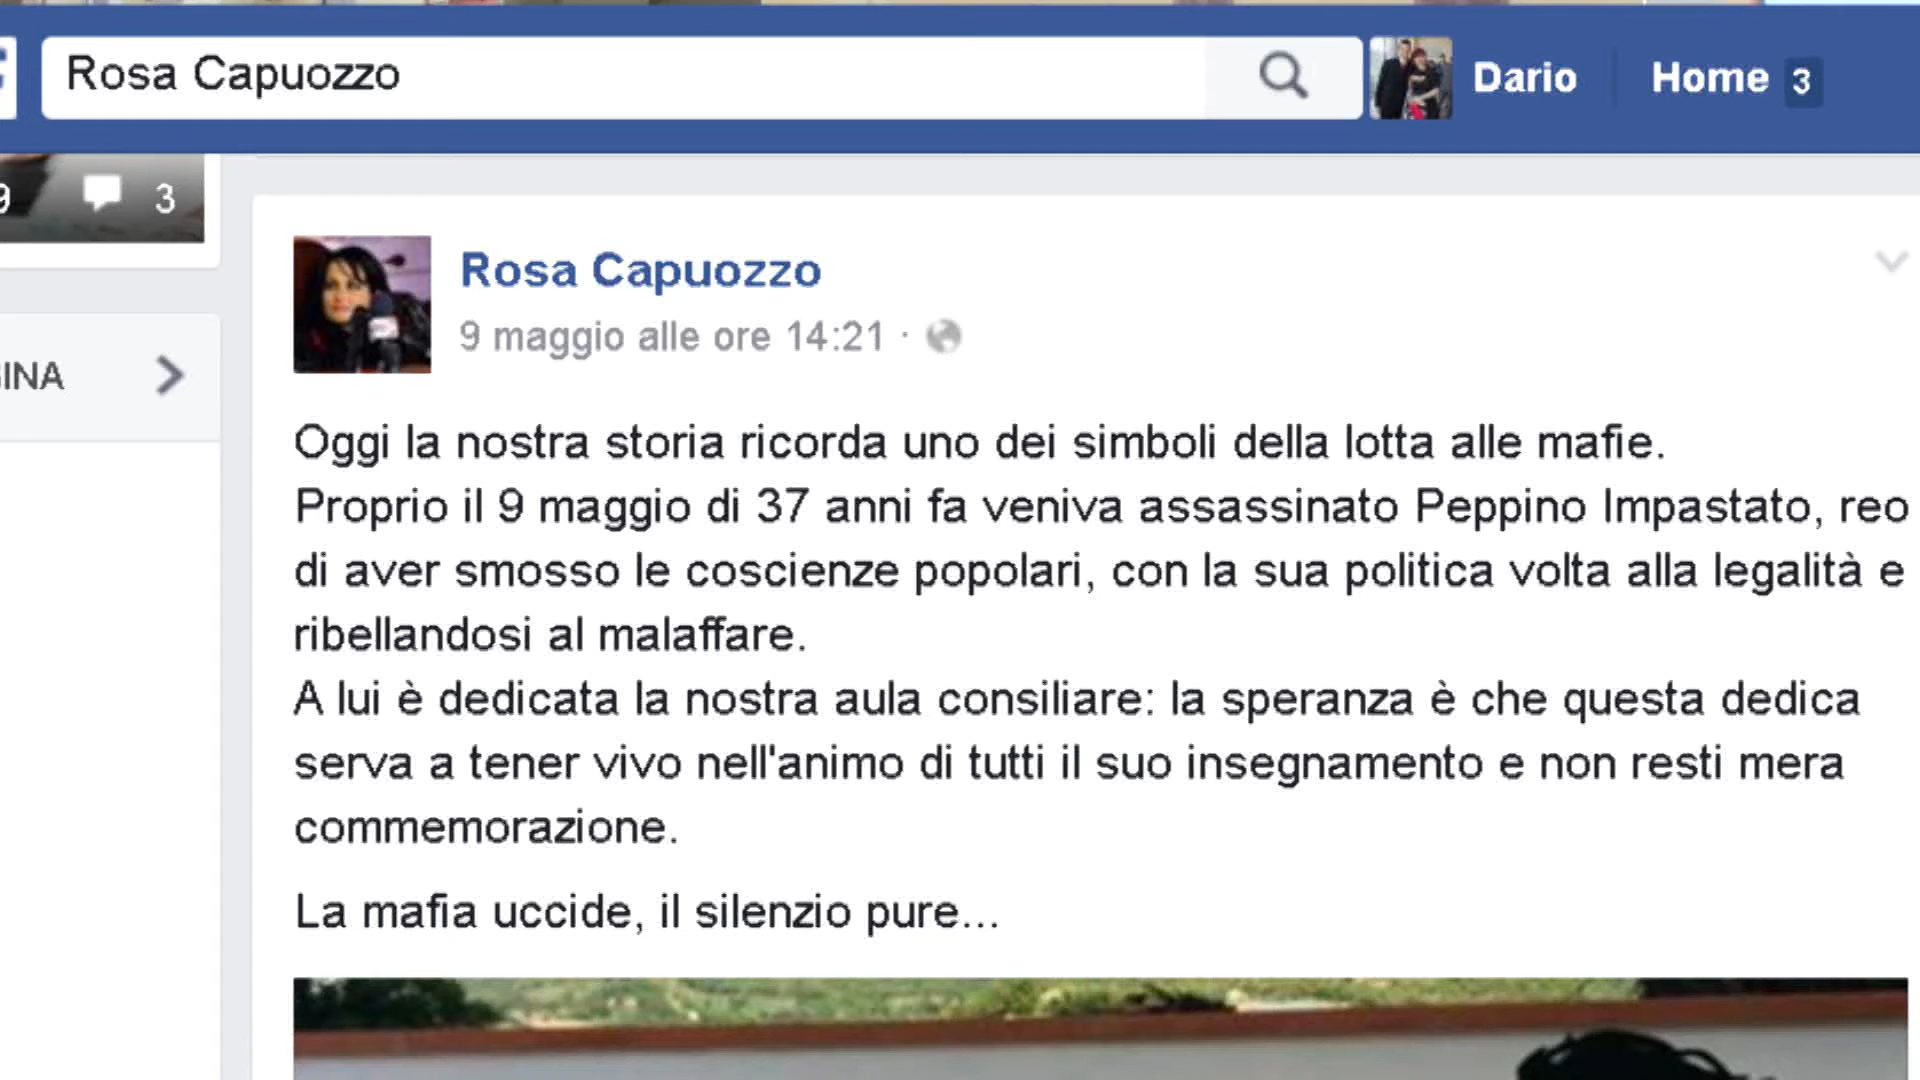 Rosa Capuozzo
Dario
Home 3
9
3
GINA
Rosa Capuozzo
9 maggio alle ore 14:21 ·
Oggi la nostra storia ricorda uno dei simboli della lotta alle mafie.
Proprio il 9 maggio di 37 anni fa veniva assassinato Peppino Impastato, reo
di aver smosso le coscienze popolari, con la sua politica volta alla legalità e
ribellandosi al malaffare.
A lui è dedicata la nostra aula consiliare: la speranza è che questa dedica
serva a tener vivo nell'animo di tutti il suo insegnamento e non resti mera
commemorazione.
La mafia uccide, il silenzio pure...